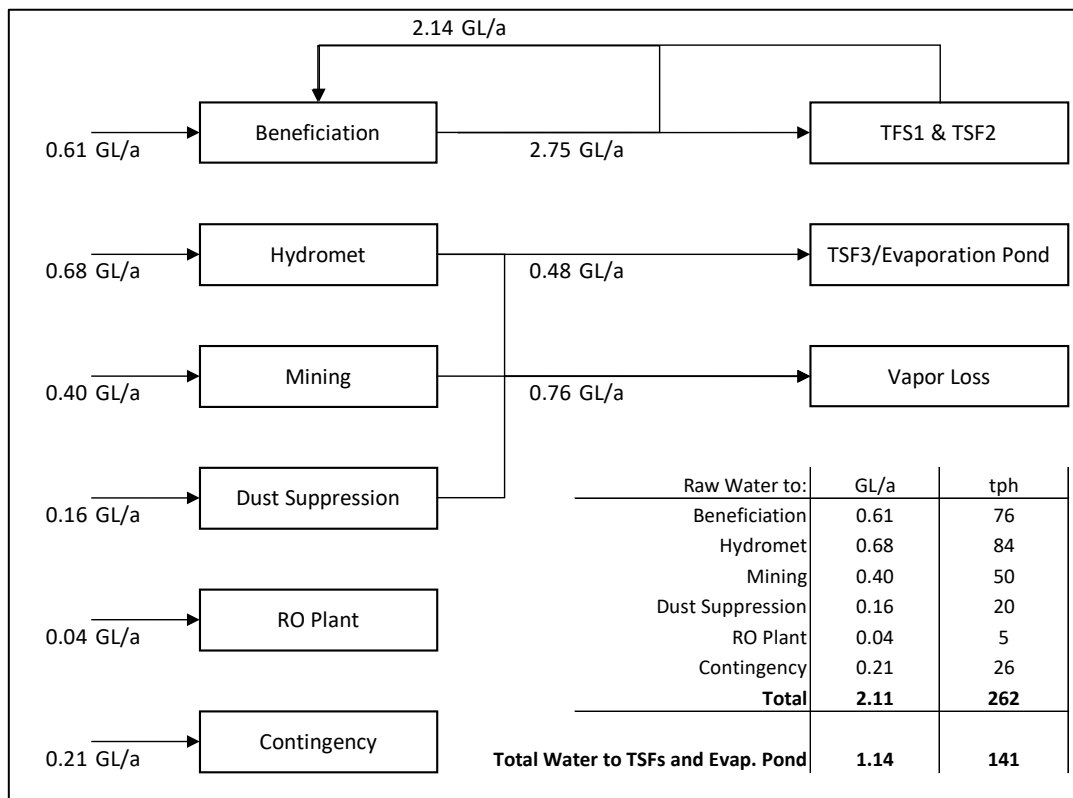 2.14 GL/a
Beneficiation
TFS1 & TSF2
0.61 GL/a
2.75 GL/a
Hydromet
TSF3/Evaporation Pond
0.68 GL/a
0.48 GL/a
Mining
Vapor Loss
0.40 GL/a
0.76 GL/a
Dust Suppression
0.16 GL/a
RO Plant
0.04 GL/a
Contingency
0.21 GL/a
Raw Water to: GL/a tph
Beneficiation 0.61 76
Hydromet 0.68 84
Mining 0.40 50
Dust Suppression 0.16 20
RO Plant 0.04 5
Contingency 0.21 26
Total 2.11 262
Total Water to TSFs and Evap. Pond 1.14 141